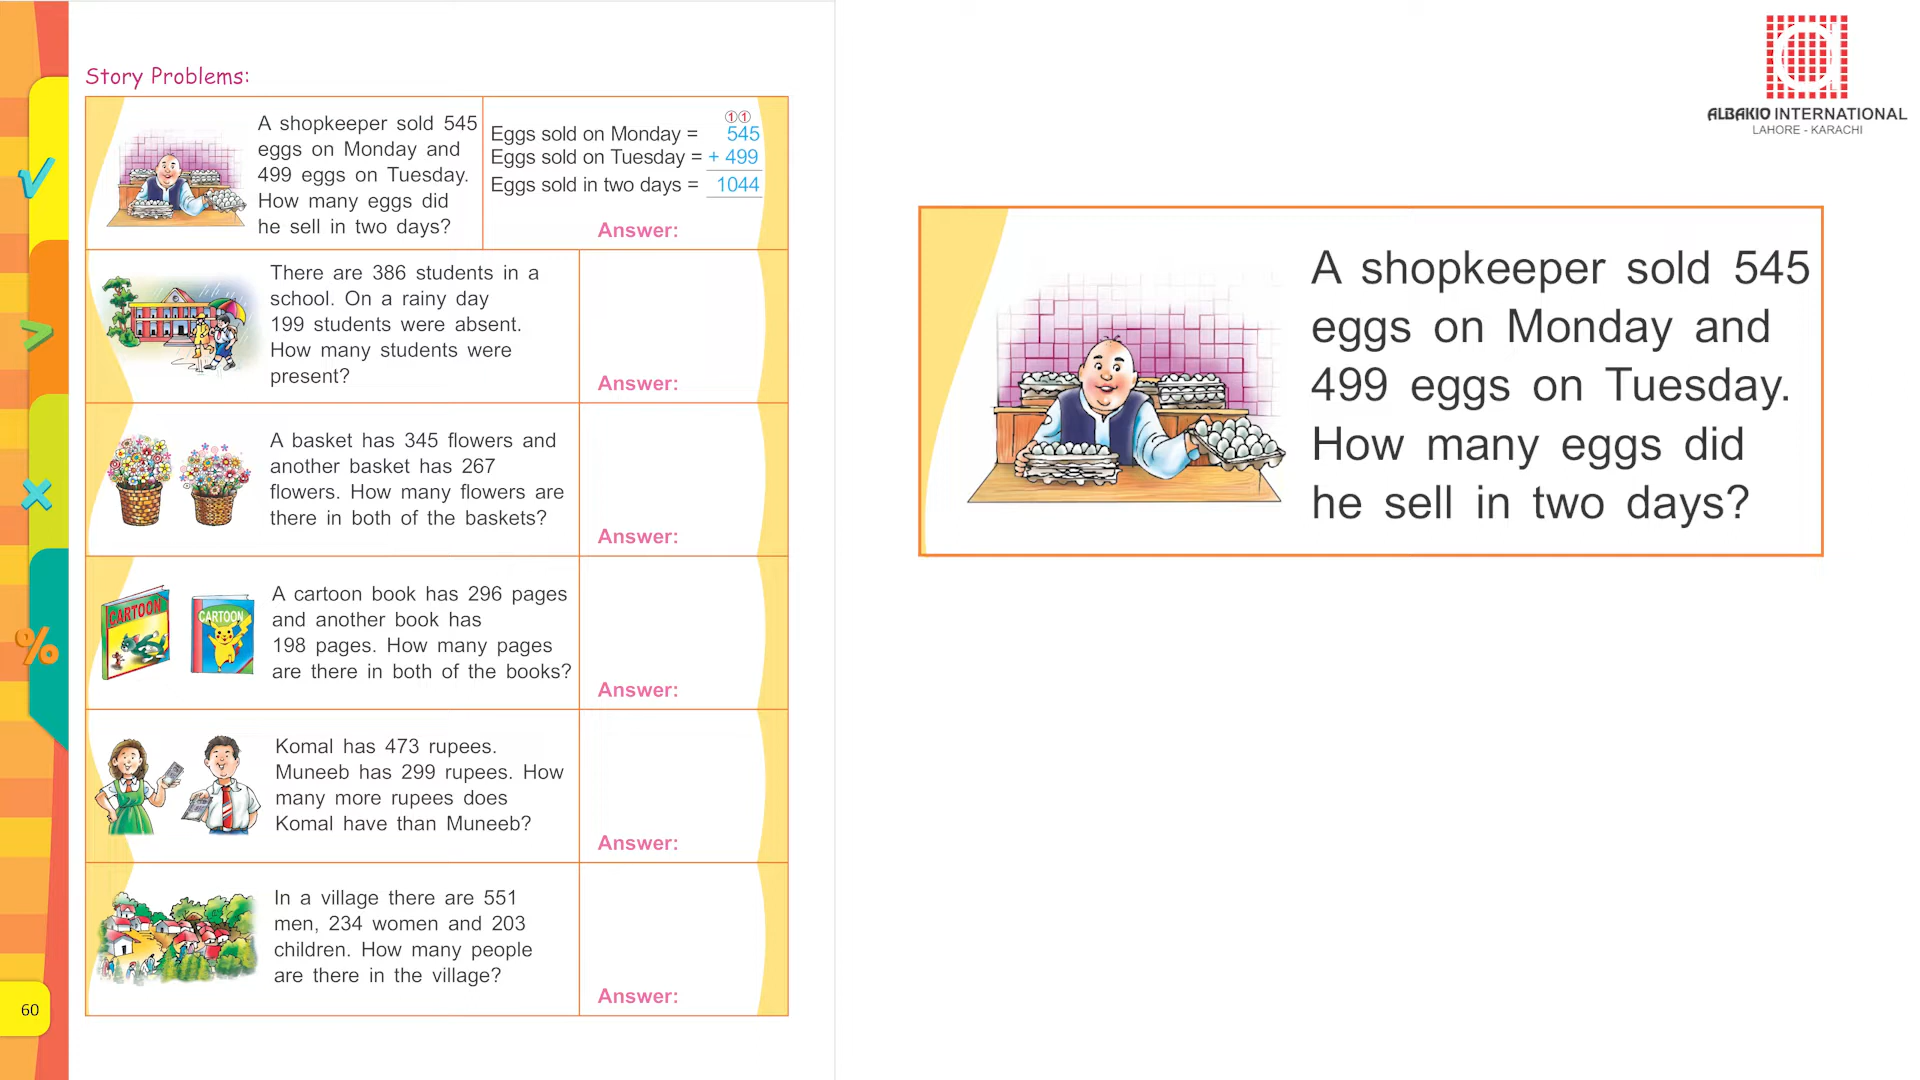 Story Problems:
A shopkeeper sold 545
eggs on Monday and
499 eggs on Tuesday.
How many eggs did
he sell in two days?
①①
Eggs sold on Monday = 545
Eggs sold on Tuesday = + 499
Eggs sold in two days = 1044
Answer:
There are 386 students in a
school. On a rainy day
199 students were absent.
How many students were
present?
Answer:
A basket has 345 flowers and
another basket has 267
flowers. How many flowers are
there in both of the baskets?
Answer:
CARTOON
CARTOON
A cartoon book has 296 pages
and another book has
198 pages. How many pages
are there in both of the books?
Answer:
Komal has 473 rupees.
Muneeb has 299 rupees. How
many more rupees does
Komal have than Muneeb?
Answer:
In a village there are 551
men, 234 women and 203
children. How many people
are there in the village?
Answer:
60
ALBAKIO INTERNATIONAL
LAHORE - KARACHI
A shopkeeper sold 545
eggs on Monday and
499 eggs on Tuesday.
How many eggs did
he sell in two days?